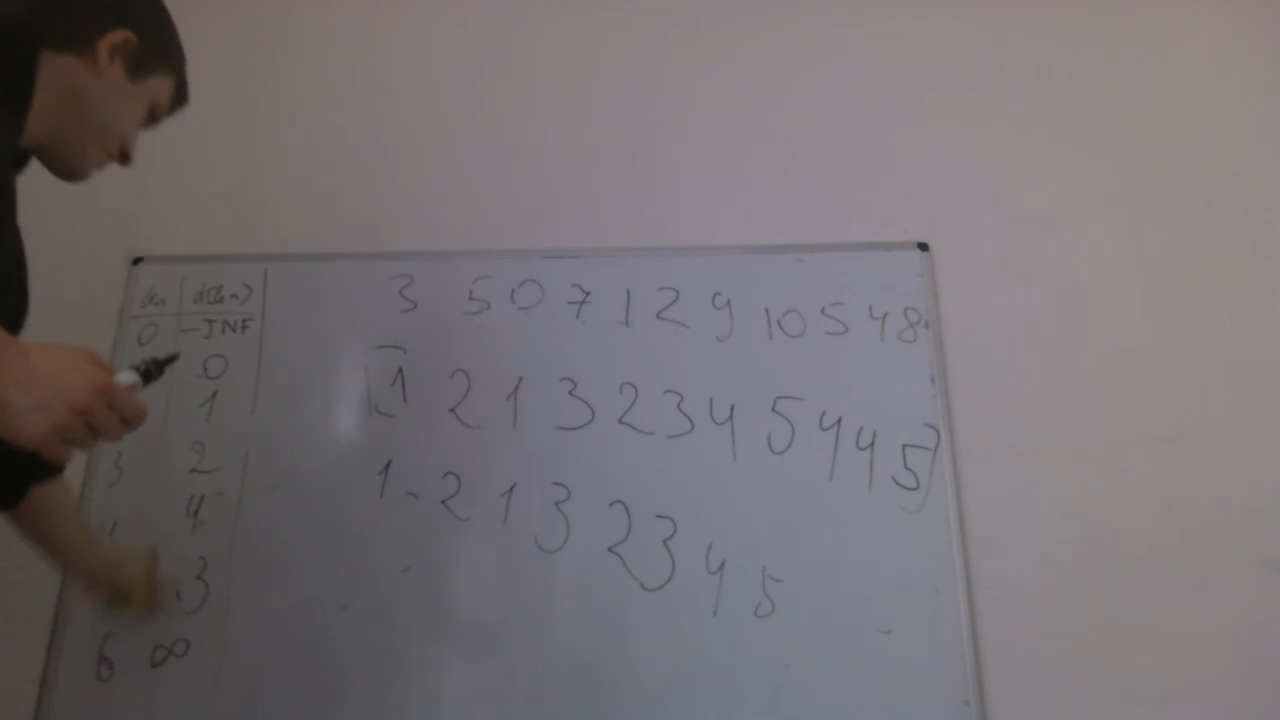 len d(len)
0 -INF
0
1
3 2
4
3
6 ∞
3 5 0 7 1 2 9 10 5 4 8
1 2 1 3 2 3 4 5 4 4 5
1 2 1 3 2 3 4 5